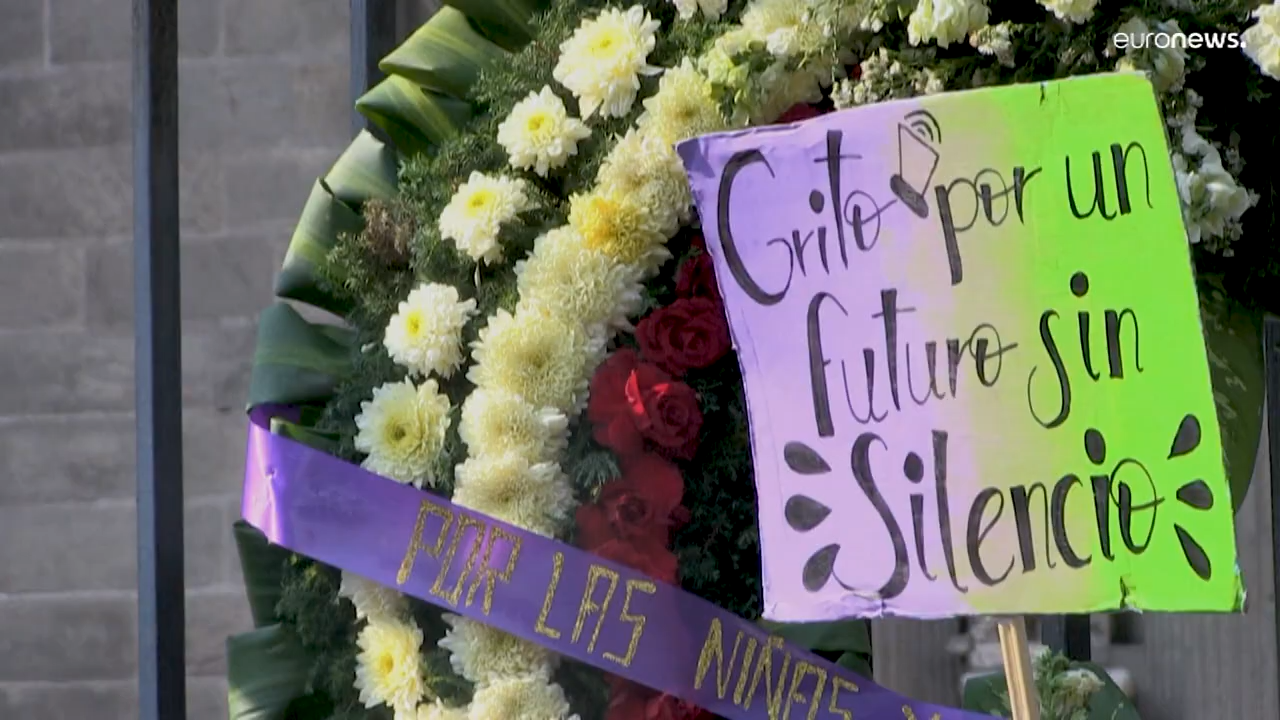 euronews.
Grito por un
futuro sin
Silencio
POR LAS NIÑAS Y